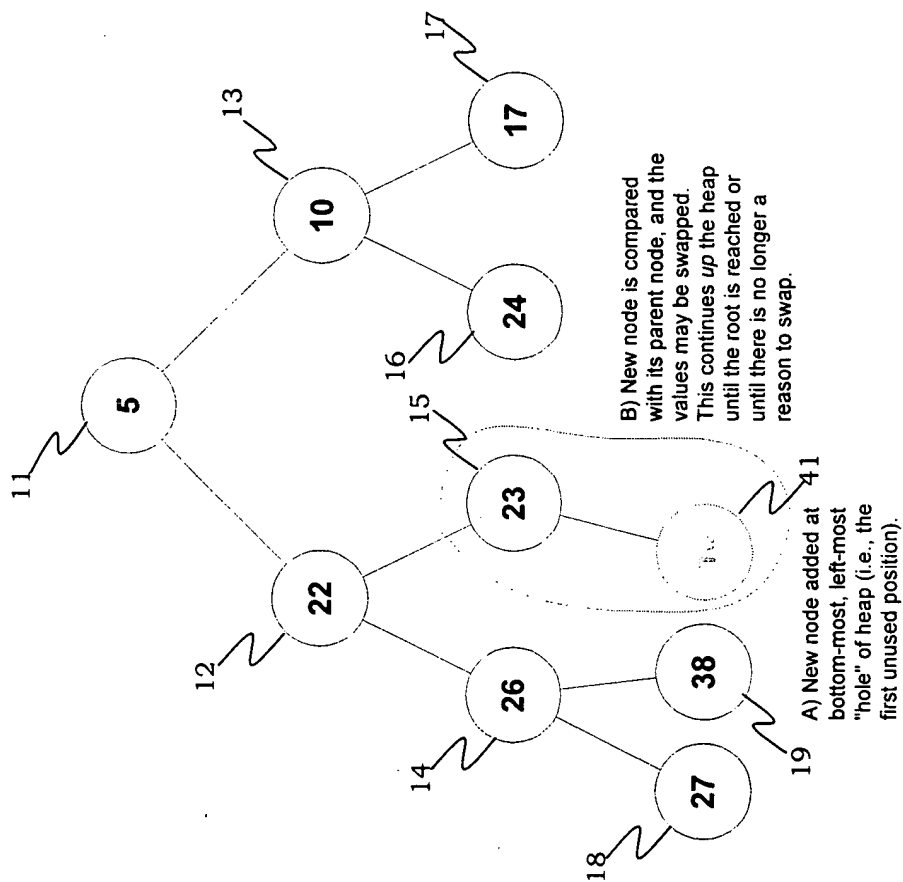 11
5
13
10
12
22
17
17
16
24
15
23
14
26
41
19
38
18
27
A) New node added at
bottom-most, left-most
"hole" of heap (i.e., the
first unused position).
B) New node is compared
with its parent node, and the
values may be swapped.
This continues up the heap
until the root is reached or
until there is no longer a
reason to swap.